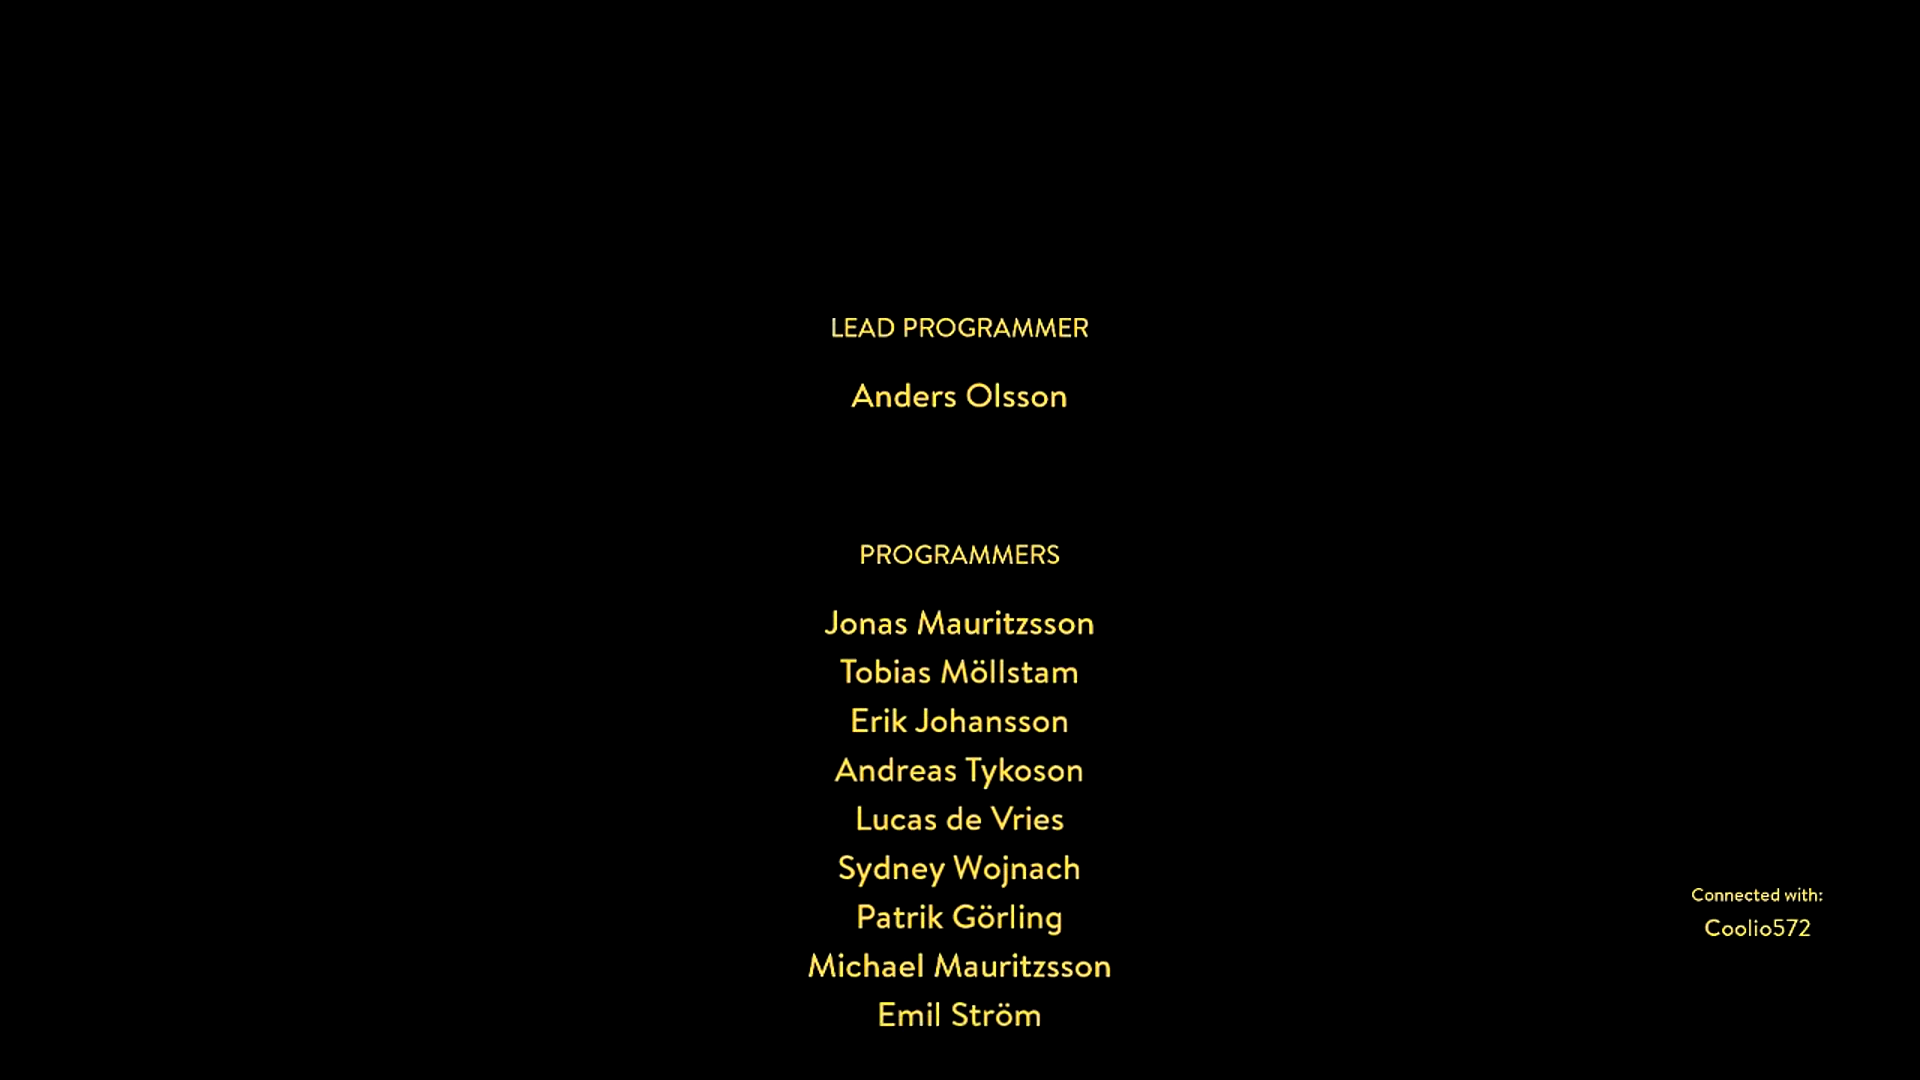 LEAD PROGRAMMER
Anders Olsson
PROGRAMMERS
Jonas Mauritzsson
Tobias Möllstam
Erik Johansson
Andreas Tykoson
Lucas de Vries
Sydney Wojnach
Patrik Görling
Michael Mauritzsson
Emil Ström
Connected with:
Coolio572